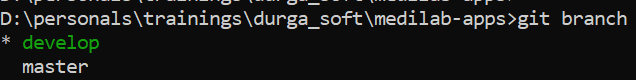 D:\personals\trainings\durga_soft\medilab-apps>git branch
* develop
  master